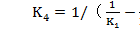 K₄ = 1/（1/K₁ -